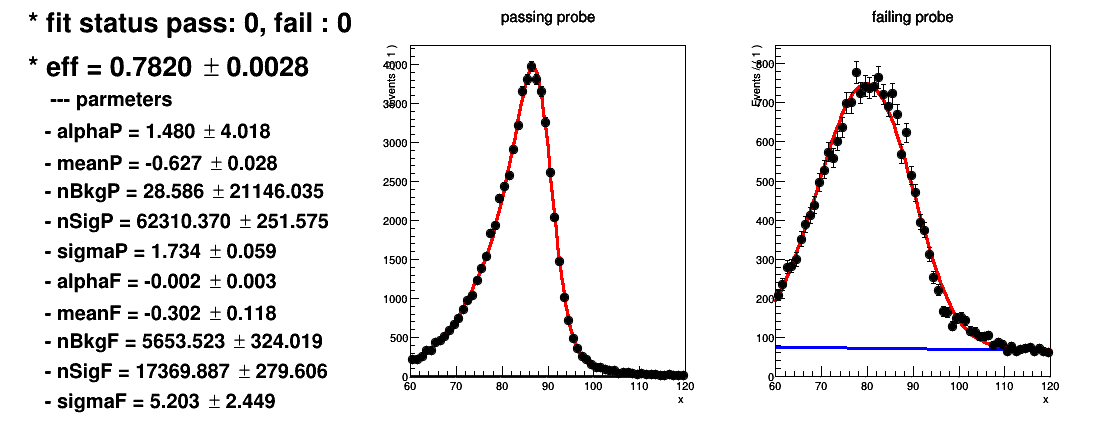 * fit status pass: 0, fail : 0
* eff = 0.7820 ± 0.0028
--- parmeters
- alphaP = 1.480 ± 4.018
- meanP = -0.627 ± 0.028
- nBkgP = 28.586 ± 21146.035
- nSigP = 62310.370 ± 251.575
- sigmaP = 1.734 ± 0.059
- alphaF = -0.002 ± 0.003
- meanF = -0.302 ± 0.118
- nBkgF = 5653.523 ± 324.019
- nSigF = 17369.887 ± 279.606
- sigmaF = 5.203 ± 2.449
passing probe
Events / ( 1 )
4000
3500
3000
2500
2000
1500
1000
500
0
60 70 80 90 100 110 120
x
failing probe
Events / ( 1 )
800
700
600
500
400
300
200
100
0
60 70 80 90 100 110 120
x